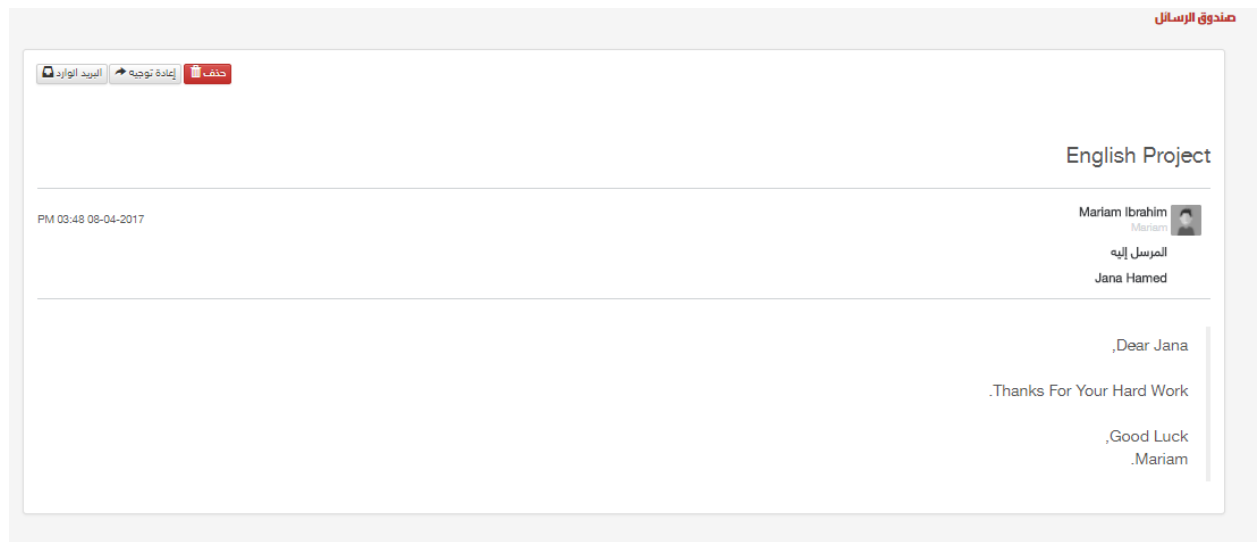 صندوق الرسائل
حذف
إعادة توجيه
البريد الوارد
English Project
Mariam Ibrahim
PM 03:48 08-04-2017
Mariam
المرسل إليه
Jana Hamed
,Dear Jana
.Thanks For Your Hard Work
,Good Luck
.Mariam